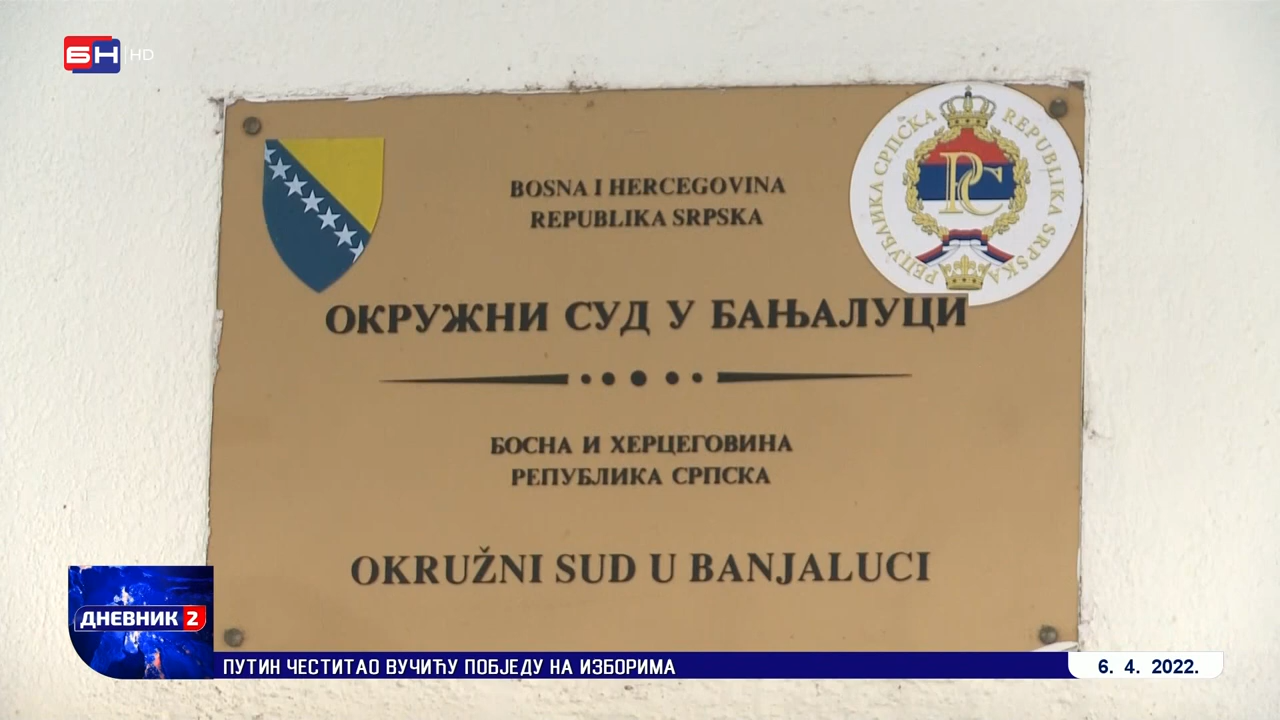 БН HD
BOSNA I HERCEGOVINA
REPUBLIKA SRPSKA
РЕПУБЛИКА СРПСКА REPUBLIKA SRPSKA
РС
ОКРУЖНИ СУД У БАЊАЛУЦИ
БОСНА И ХЕРЦЕГОВИНА
РЕПУБЛИКА СРПСКА
OKRUŽNI SUD U BANJALUCI
ДНЕВНИК 2
ПУТИН ЧЕСТИТАО ВУЧИЋУ ПОБЈЕДУ НА ИЗБОРИМА
6. 4. 2022.